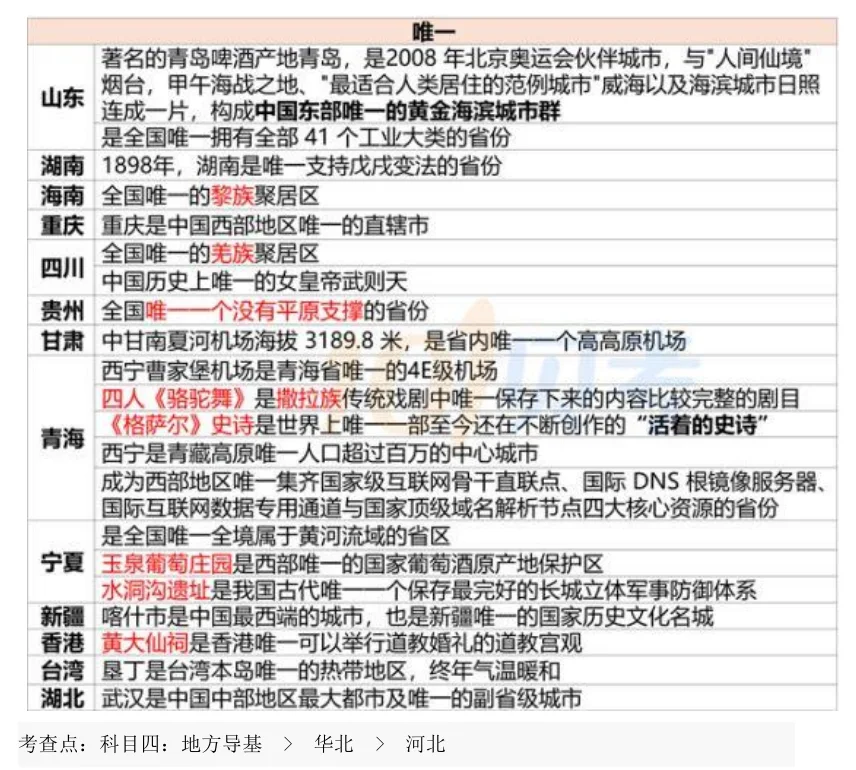 唯一
山东
著名的青岛啤酒产地青岛，是2008 年北京奥运会伙伴城市，与"人间仙境"
烟台，甲午海战之地、"最适合人类居住的范例城市"威海以及海滨城市日照
连成一片，构成中国东部唯一的黄金海滨城市群
是全国唯一拥有全部 41 个工业大类的省份
湖南 1898年，湖南是唯一支持戊戌变法的省份
海南 全国唯一的黎族聚居区
重庆 重庆是中国西部地区唯一的直辖市
四川
全国唯一的羌族聚居区
中国历史上唯一的女皇帝武则天
贵州 全国唯一一个没有平原支撑的省份
甘肃 中甘南夏河机场海拔 3189.8 米，是省内唯一一个高高原机场
青海
西宁曹家堡机场是青海省唯一的4E级机场
四人《骆驼舞》是撒拉族传统戏剧中唯一保存下来的内容比较完整的剧目
《格萨尔》史诗是世界上唯一一部至今还在不断创作的“活着的史诗”
西宁是青藏高原唯一人口超过百万的中心城市
成为西部地区唯一集齐国家级互联网骨干直联点、国际 DNS 根镜像服务器、
国际互联网数据专用通道与国家顶级域名解析节点四大核心资源的省份
宁夏
是全国唯一全境属于黄河流域的省区
玉泉葡萄庄园是西部唯一的国家葡萄酒原产地保护区
水洞沟遗址是我国古代唯一一个保存最完好的长城立体军事防御体系
新疆 喀什市是中国最西端的城市，也是新疆唯一的国家历史文化名城
香港 黄大仙祠是香港唯一可以举行道教婚礼的道教宫观
台湾 垦丁是台湾本岛唯一的热带地区，终年气温暖和
湖北 武汉是中国中部地区最大都市及唯一的副省级城市
考查点：科目四：地方导基 > 华北 > 河北